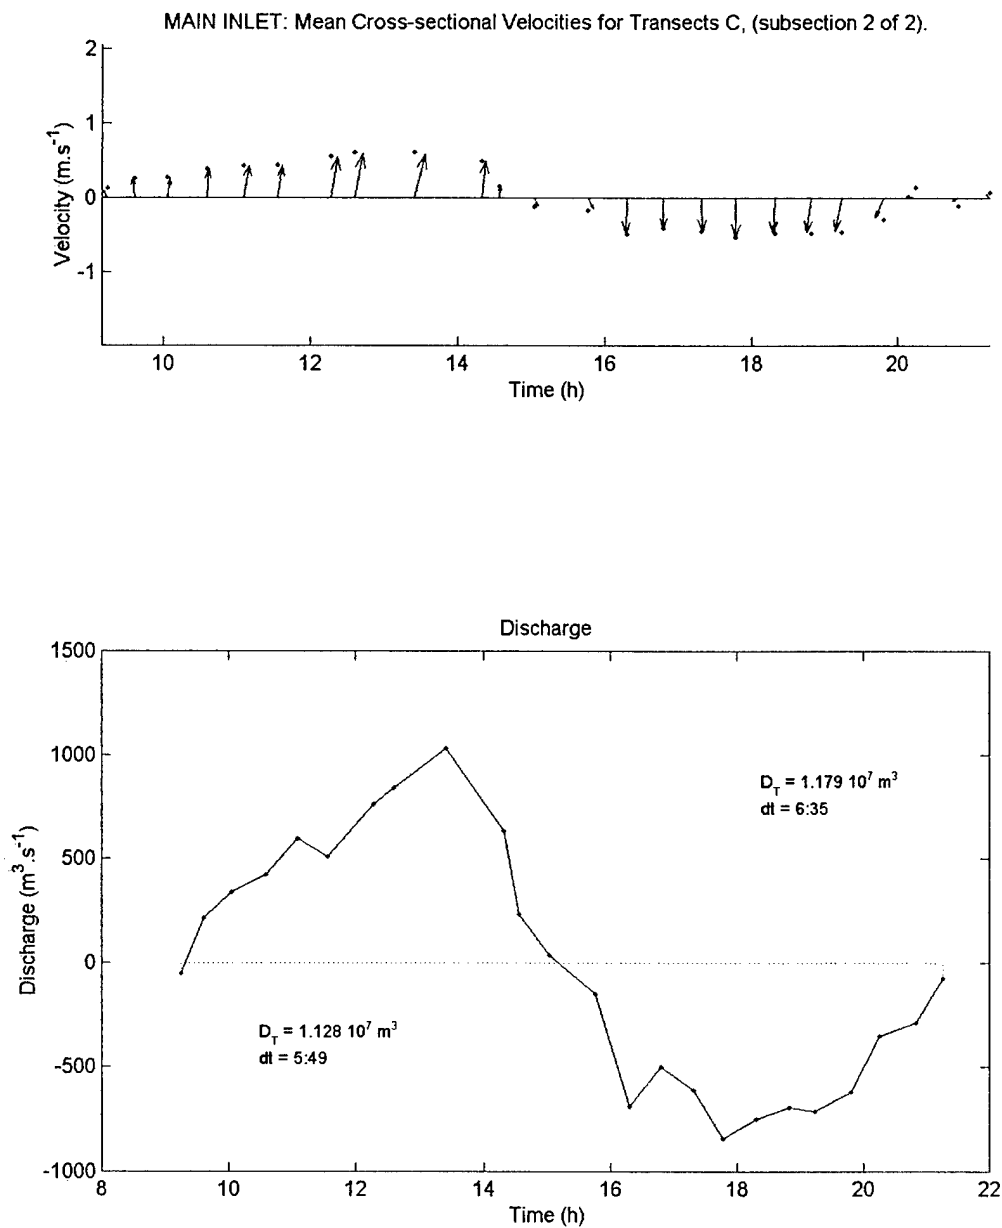 MAIN INLET: Mean Cross-sectional Velocities for Transects C, (subsection 2 of 2).
2
1
0
-1
Velocity (m.s⁻¹)
10 12 14 16 18 20
Time (h)
Discharge
1500
1000
500
0
-500
-1000
Discharge (m³.s⁻¹)
D_T = 1.179 10⁷ m³
dt = 6:35
D_T = 1.128 10⁷ m³
dt = 5:49
8 10 12 14 16 18 20 22
Time (h)